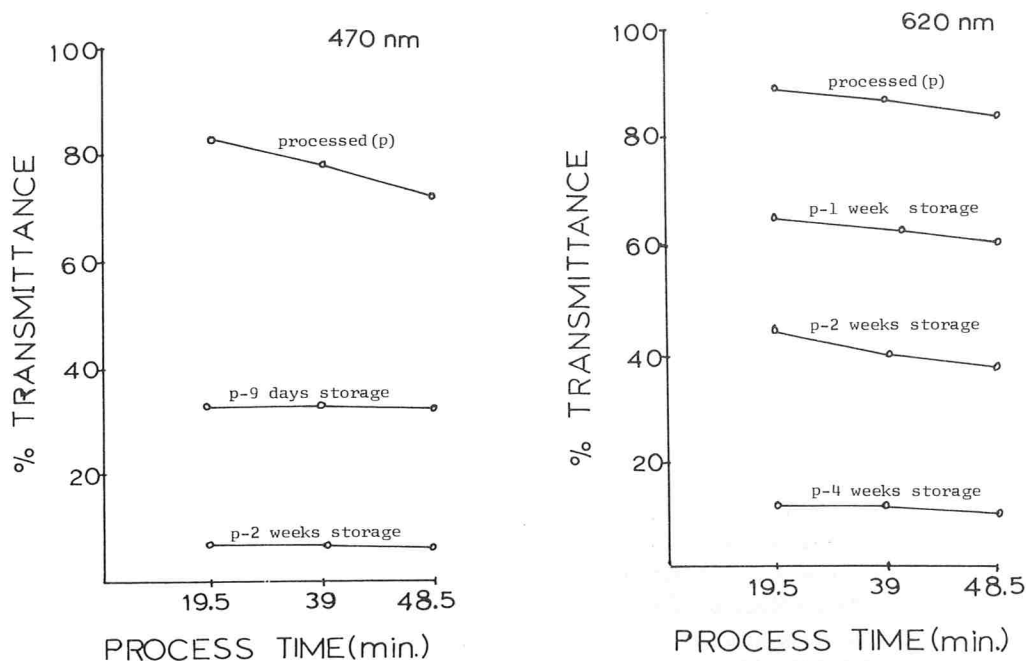 470 nm
100
80
60
40
20
% TRANSMITTANCE
processed(p)
p-9 days storage
p-2 weeks storage
19.5 39 48.5
PROCESS TIME(min.)
620 nm
100
80
60
40
20
% TRANSMITTANCE
processed(p)
p-1 week storage
p-2 weeks storage
p-4 weeks storage
19.5 39 48.5
PROCESS TIME(min.)